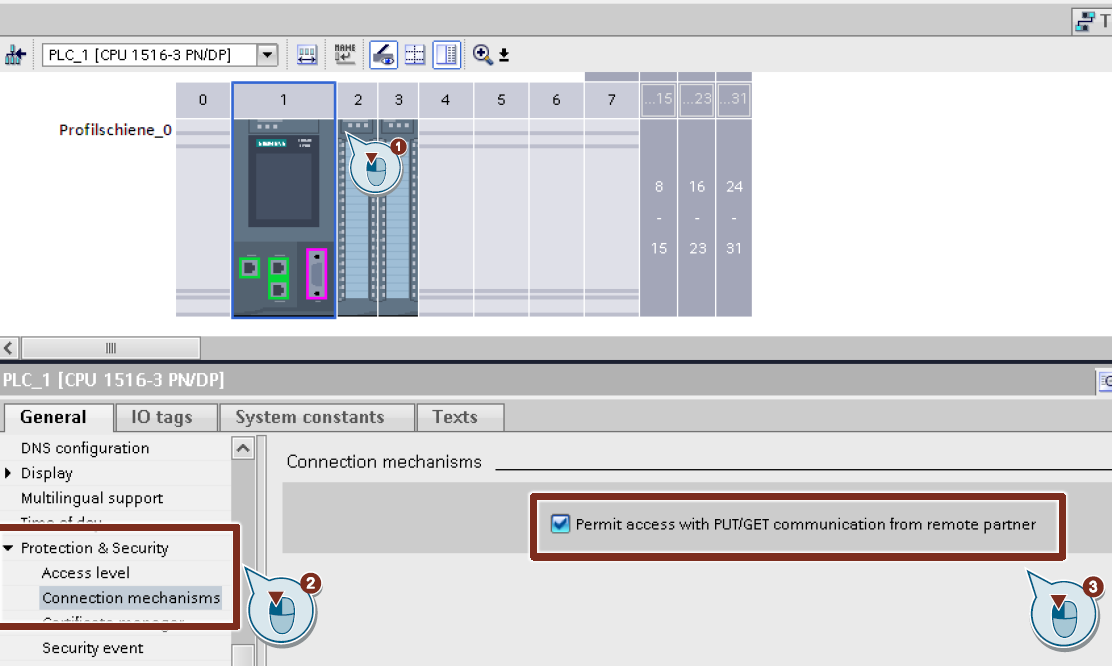 T
PLC_1 [CPU 1516-3 PN/DP]
NAME
0 1 2 3 4 5 6 7 ...15 ...23 ...31
Profilschiene_0
SIEMENS
1
8 16 24
- - -
15 23 31
PLC_1 [CPU 1516-3 PN/DP]
General IO tags System constants Texts
DNS configuration
Connection mechanisms
Display
Multilingual support
Time of day
Permit access with PUT/GET communication from remote partner
Protection & Security
Access level
2
3
Connection mechanisms
Certificate manager
Security event